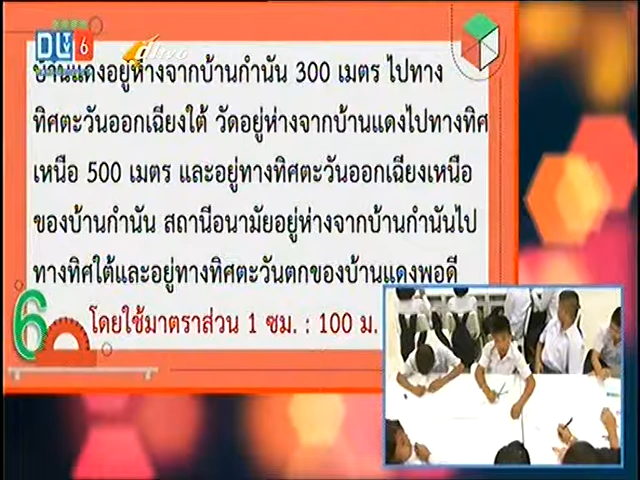 DLTV 6
dlive
บ้านแดงอยู่ห่างจากบ้านกำนัน 300 เมตร ไปทาง
ทิศตะวันออกเฉียงใต้ วัดอยู่ห่างจากบ้านแดงไปทางทิศ
เหนือ 500 เมตร และอยู่ทางทิศตะวันออกเฉียงเหนือ
ของบ้านกำนัน สถานีอนามัยอยู่ห่างจากบ้านกำนันไป
ทางทิศใต้และอยู่ทางทิศตะวันตกของบ้านแดงพอดี
6 โดยใช้มาตราส่วน 1 ซม. : 100 ม.